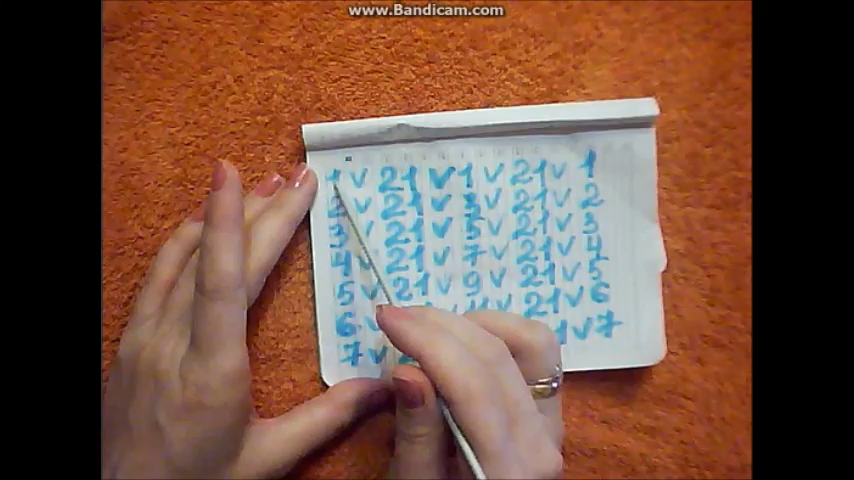 www.Bandicam.com
1 v 21 v 1 v 21 v 1
2 v 21 v 3 v 21 v 2
3 v 21 v 5 v 21 v 3
4 v 21 v 7 v 21 v 4
5 v 21 v 9 v 21 v 5
5 v 21 v 6
6 v v 7
7 v